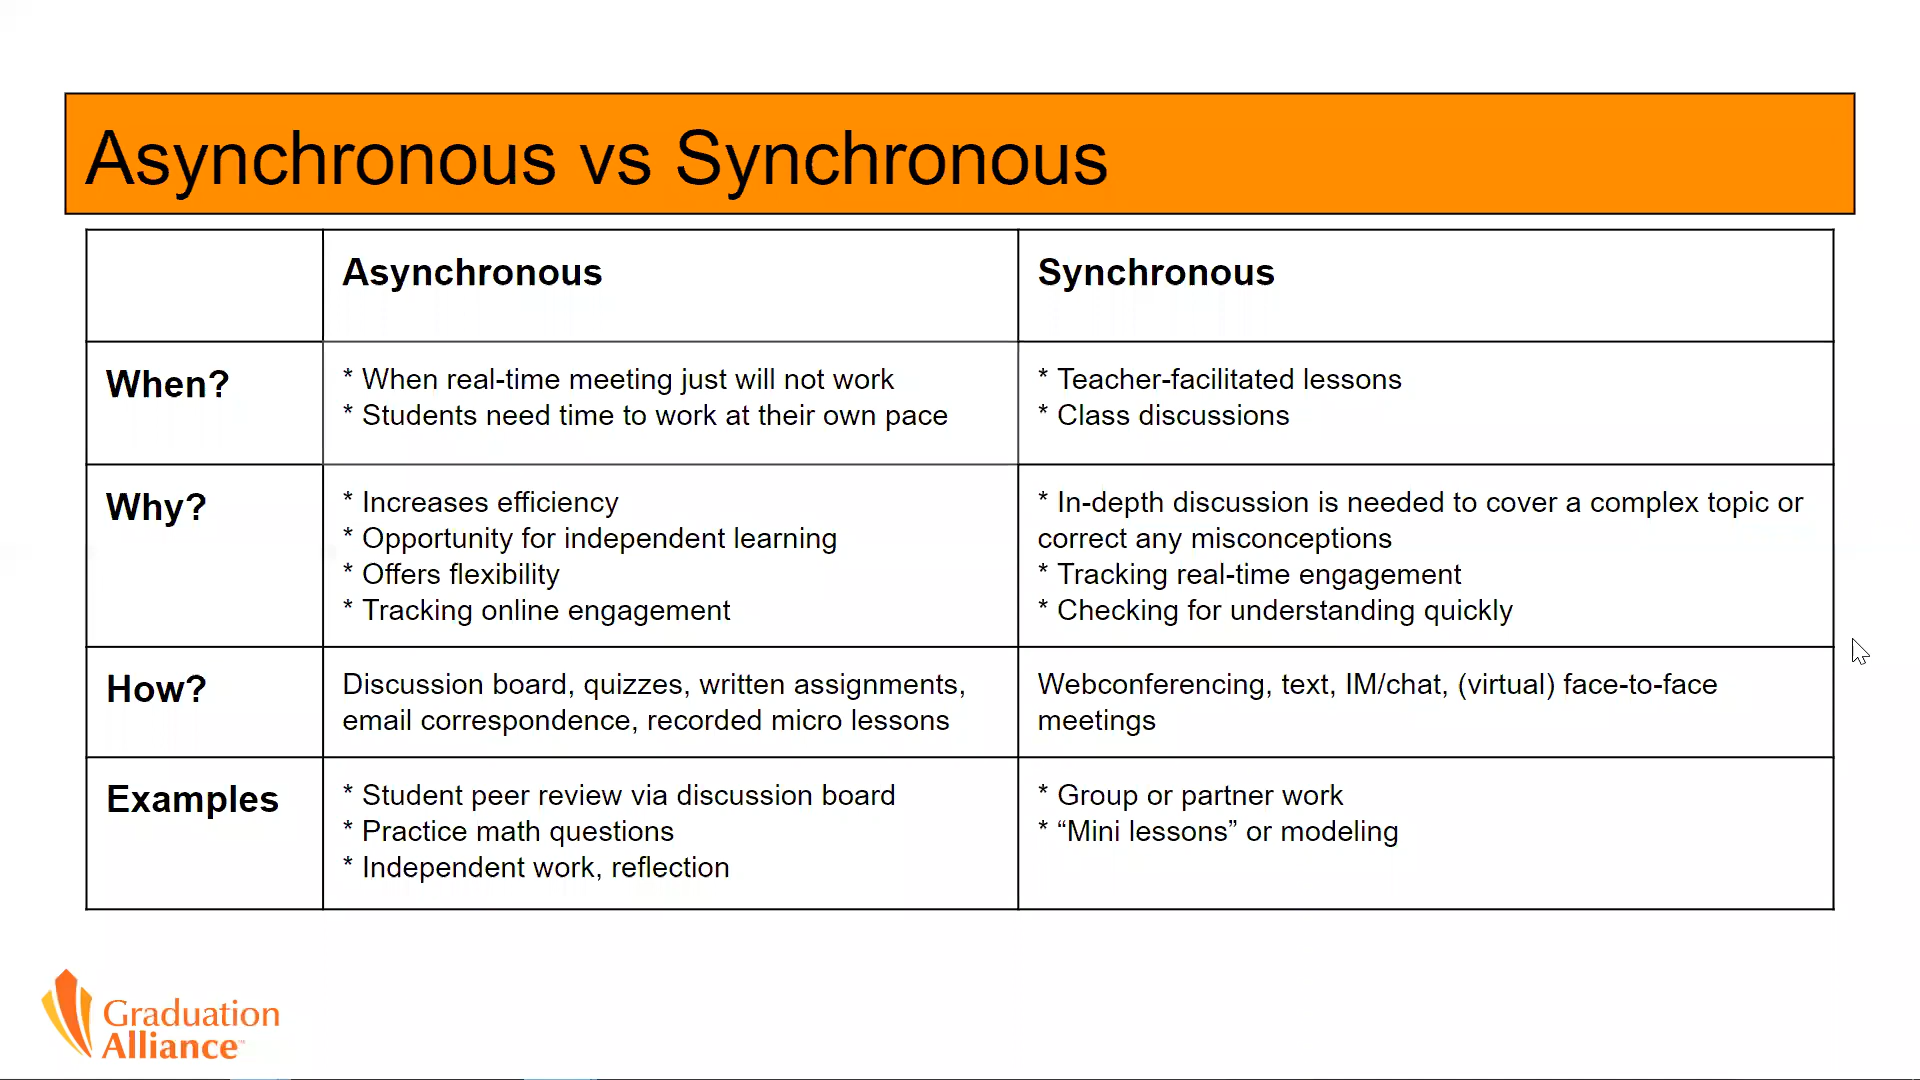 Asynchronous vs Synchronous
Asynchronous
Synchronous
When?
* When real-time meeting just will not work
* Students need time to work at their own pace
* Teacher-facilitated lessons
* Class discussions
Why?
* Increases efficiency
* Opportunity for independent learning
* Offers flexibility
* Tracking online engagement
* In-depth discussion is needed to cover a complex topic or
correct any misconceptions
* Tracking real-time engagement
* Checking for understanding quickly
How?
Discussion board, quizzes, written assignments,
email correspondence, recorded micro lessons
Webconferencing, text, IM/chat, (virtual) face-to-face
meetings
Examples
* Student peer review via discussion board
* Practice math questions
* Independent work, reflection
* Group or partner work
* “Mini lessons” or modeling
Graduation
Alliance™